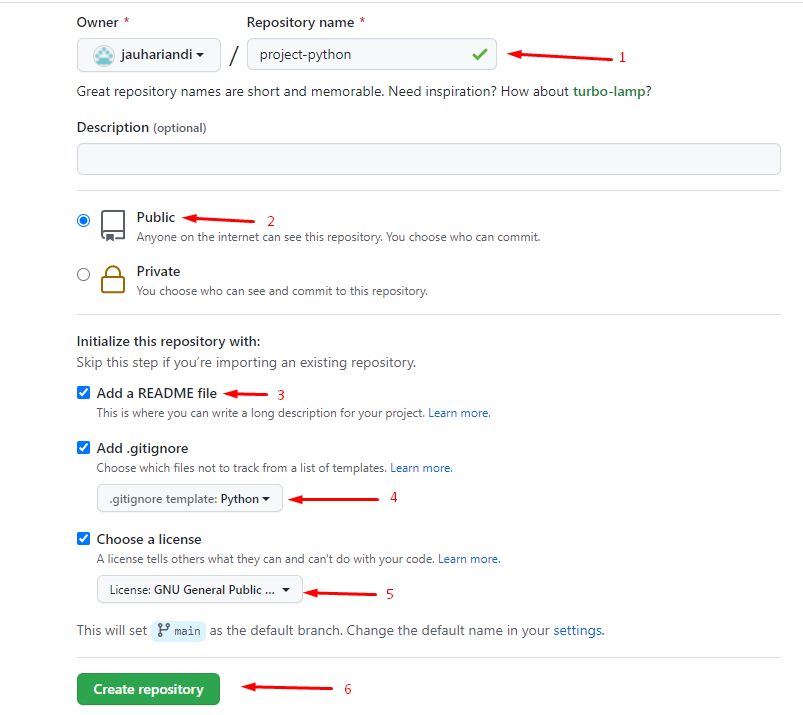 Owner * Repository name *
jauhariandi / project-python 1
Great repository names are short and memorable. Need inspiration? How about turbo-lamp?
Description (optional)
Public 2
Anyone on the internet can see this repository. You choose who can commit.
Private
You choose who can see and commit to this repository.
Initialize this repository with:
Skip this step if you're importing an existing repository.
Add a README file 3
This is where you can write a long description for your project. Learn more.
Add .gitignore
Choose which files not to track from a list of templates. Learn more.
.gitignore template: Python 4
Choose a license
A license tells others what they can and can't do with your code. Learn more.
License: GNU General Public ... 5
This will set main as the default branch. Change the default name in your settings.
Create repository 6